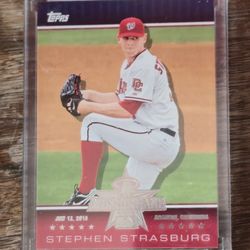 Topps
JULY 13, 2010
ANAHEIM, CALIFORNIA
STEPHEN STRASBURG